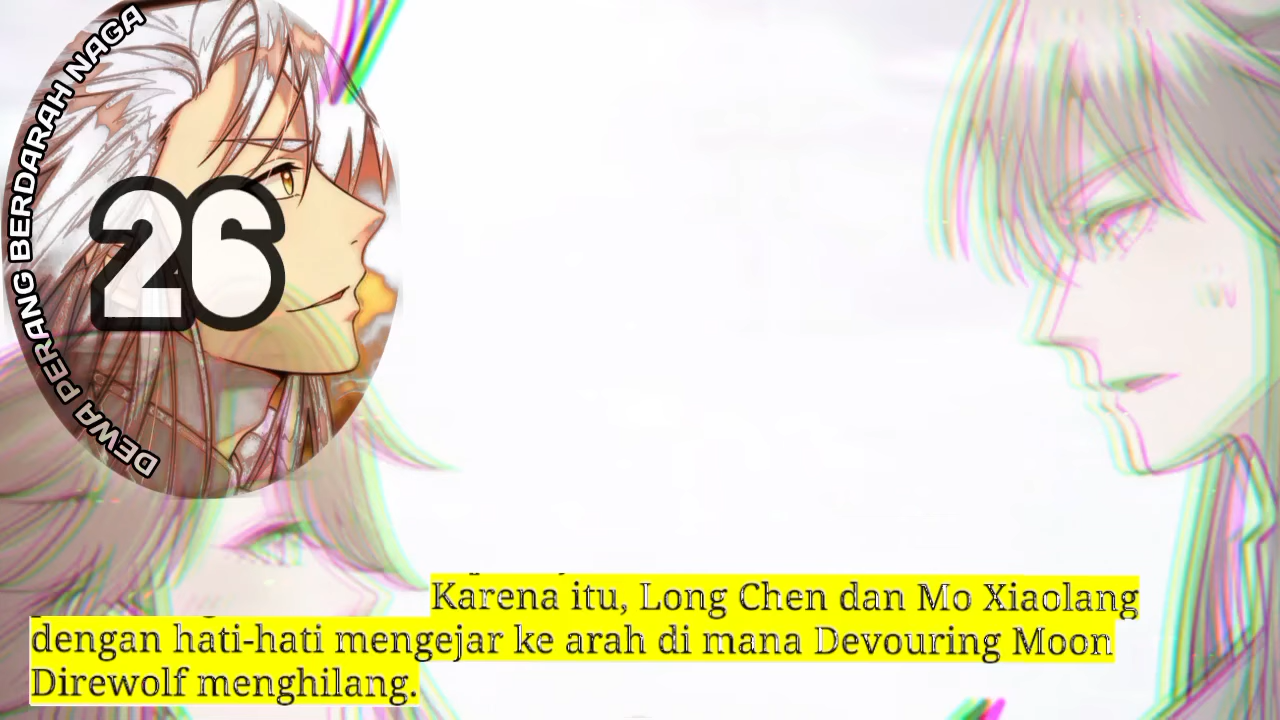 DEWA PERANG BERDARAH NAGA
26
Karena itu, Long Chen dan Mo Xiaolang
dengan hati-hati mengejar ke arah di mana Devouring Moon
Direwolf menghilang.